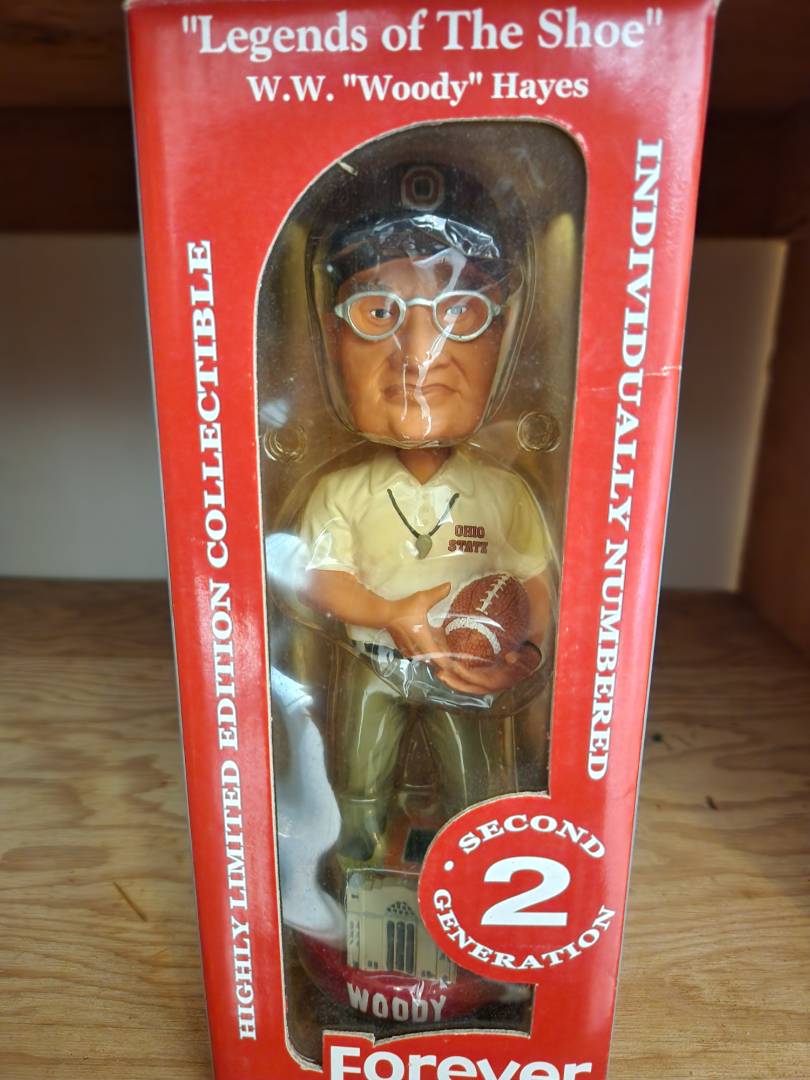 "Legends of The Shoe"
W.W. "Woody" Hayes
HIGHLY LIMITED EDITION COLLECTIBLE
INDIVIDUALLY NUMBERED
O
OHIO
STATE
SECOND
2
GENERATION
WOODY
Forever